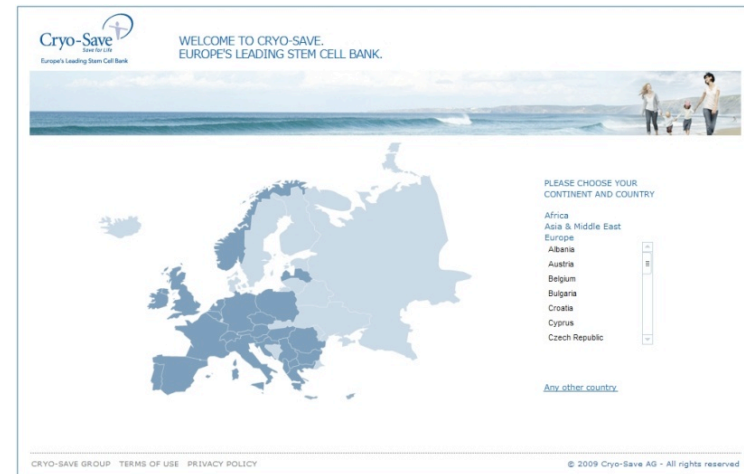 Cryo-Save
Save for Life
Europe's Leading Stem Cell Bank
WELCOME TO CRYO-SAVE.
EUROPE'S LEADING STEM CELL BANK.
PLEASE CHOOSE YOUR
CONTINENT AND COUNTRY
Africa
Asia & Middle East
Europe
Albania
Austria
Belgium
Bulgaria
Croatia
Cyprus
Czech Republic
Any other country
CRYO-SAVE GROUP TERMS OF USE PRIVACY POLICY
© 2009 Cryo-Save AG - All rights reserved